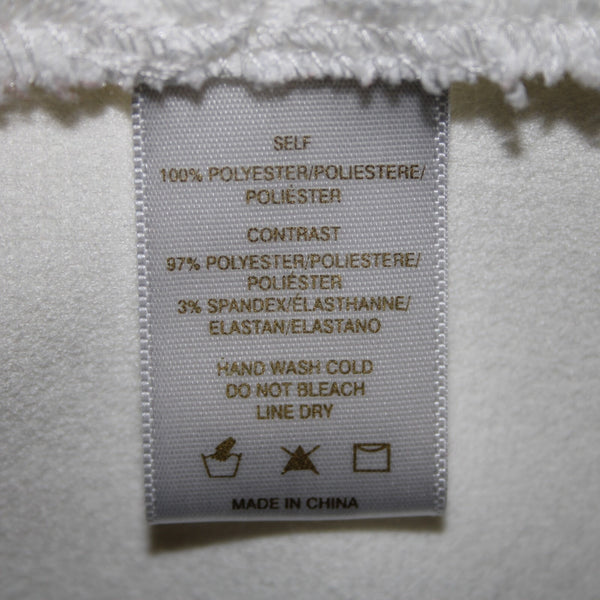 SELF
100% POLYESTER/POLIESTERE/
POLIÉSTER
CONTRAST
97% POLYESTER/POLIESTERE/
POLIÉSTER
3% SPANDEX/ÉLASTHANNE/
ELASTAN/ELASTANO
HAND WASH COLD
DO NOT BLEACH
LINE DRY
MADE IN CHINA